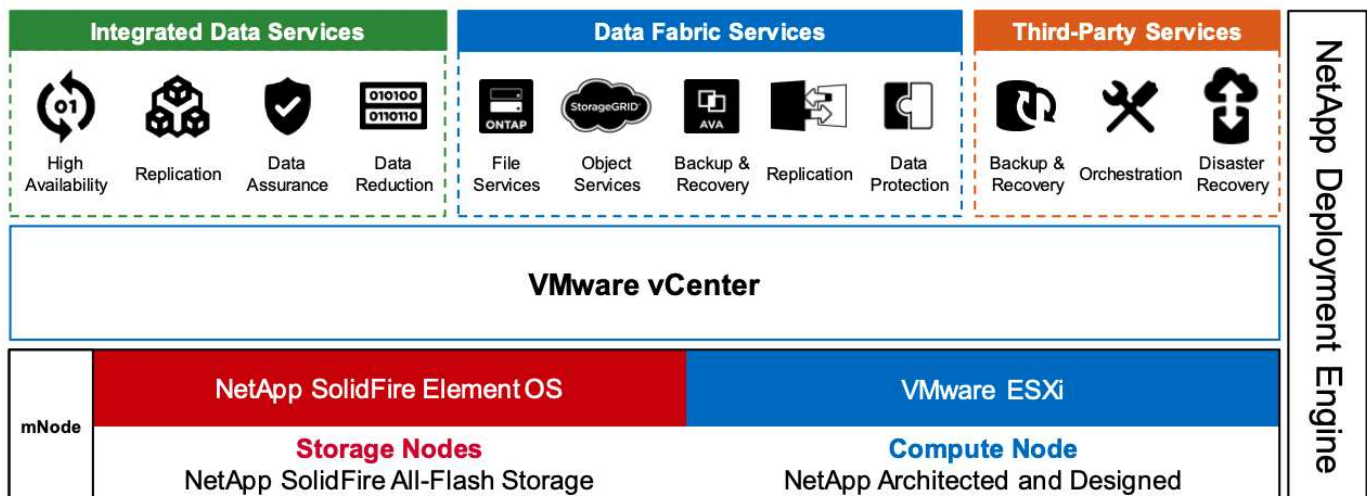 Integrated Data Services
01
High
Availability
Replication
Data
Assurance
010100
0110110
Data
Reduction
Data Fabric Services
ONTAP
File
Services
StorageGRID
Object
Services
AVA
Backup &
Recovery
Replication
Data
Protection
Third-Party Services
Backup &
Recovery
Orchestration
Disaster
Recovery
VMware vCenter
mNode
NetApp SolidFire Element OS
Storage Nodes
NetApp SolidFire All-Flash Storage
VMware ESXi
Compute Node
NetApp Architected and Designed
NetApp Deployment Engine